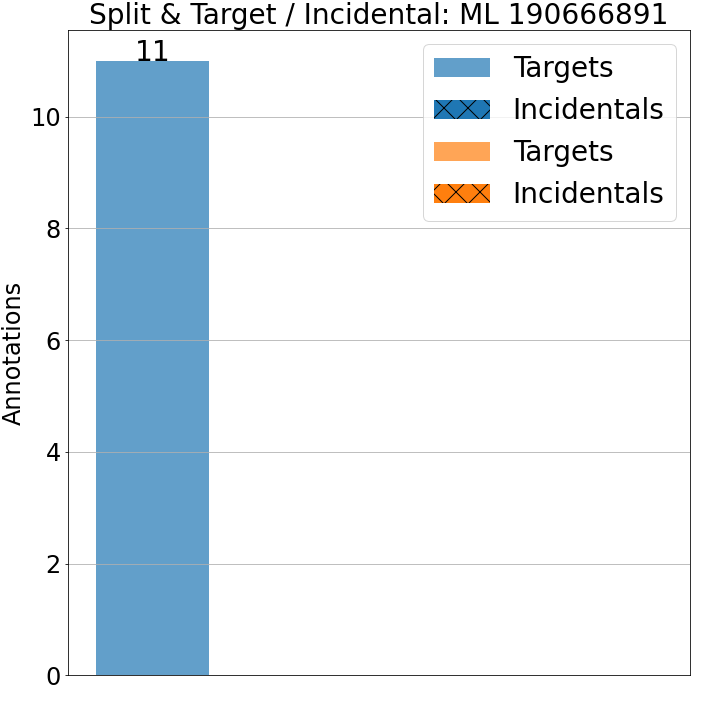 Split & Target / Incidental: ML 190666891
11
Targets
Incidentals
Targets
Incidentals
Annotations
10
8
6
4
2
0